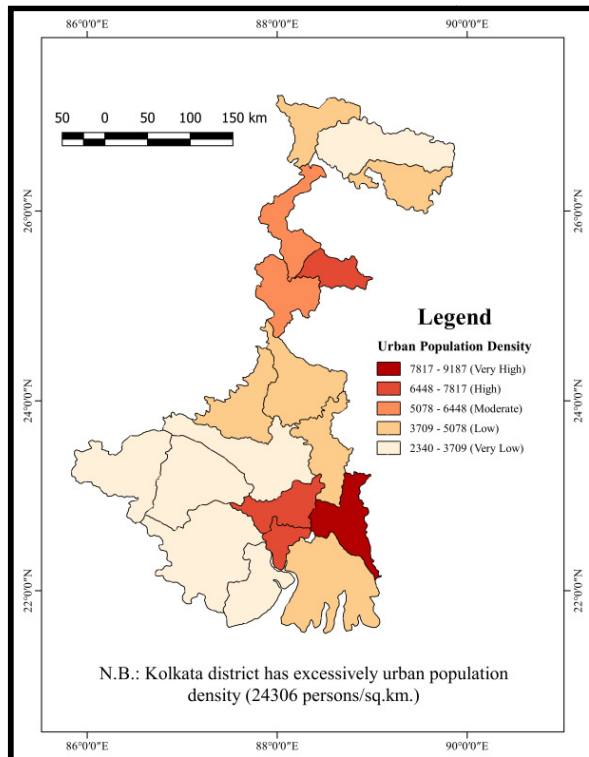 86°0'0"E 88°0'0"E 90°0'0"E
50 0 50 100 150 km
26°0'0"N 26°0'0"N
Legend
Urban Population Density
7817 - 9187 (Very High)
6448 - 7817 (High)
5078 - 6448 (Moderate)
3709 - 5078 (Low)
2340 - 3709 (Very Low)
24°0'0"N 24°0'0"N
22°0'0"N 22°0'0"N
N.B.: Kolkata district has excessively urban population
density (24306 persons/sq.km.)
86°0'0"E 88°0'0"E 90°0'0"E